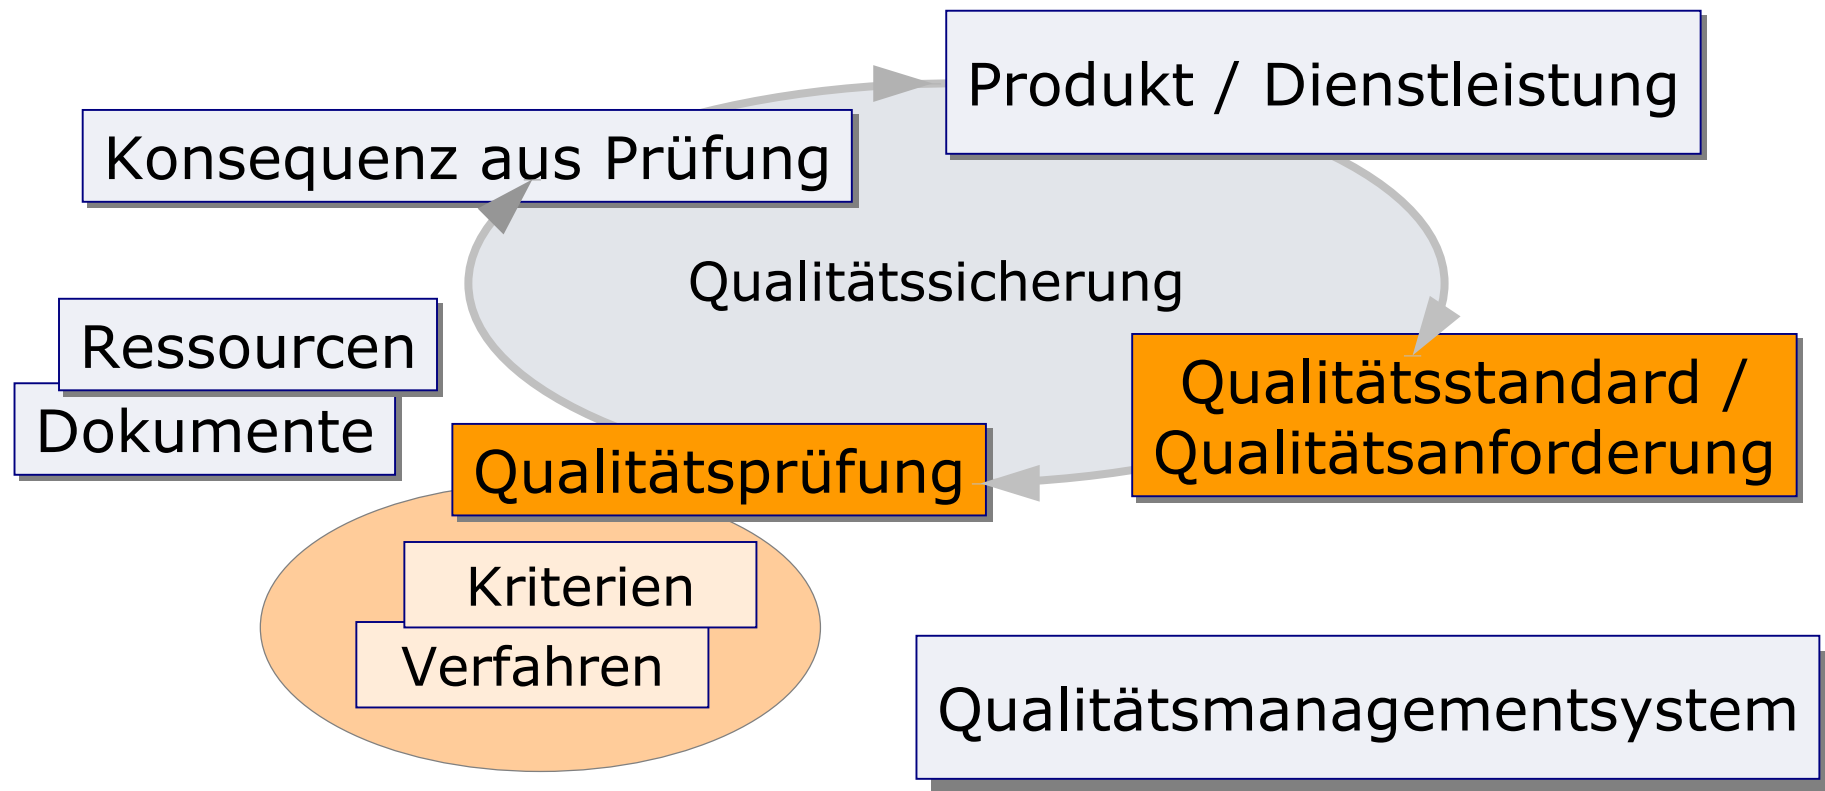 Produkt / Dienstleistung
Konsequenz aus Prüfung
Qualitätssicherung
Ressourcen
Dokumente
Qualitätsstandard /
Qualitätsanforderung
Qualitätsprüfung
Kriterien
Verfahren
Qualitätsmanagementsystem